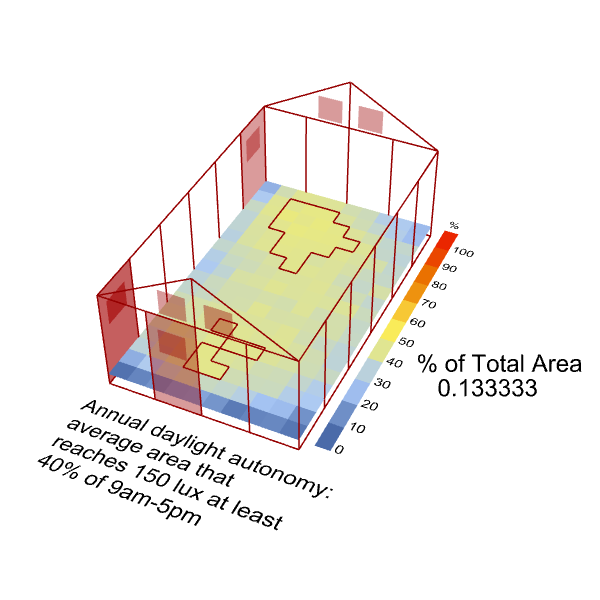 %
100
90
80
70
60
50
40
30
20
10
0
% of Total Area
0.133333
Annual daylight autonomy:
average area that
reaches 150 lux at least
40% of 9am-5pm